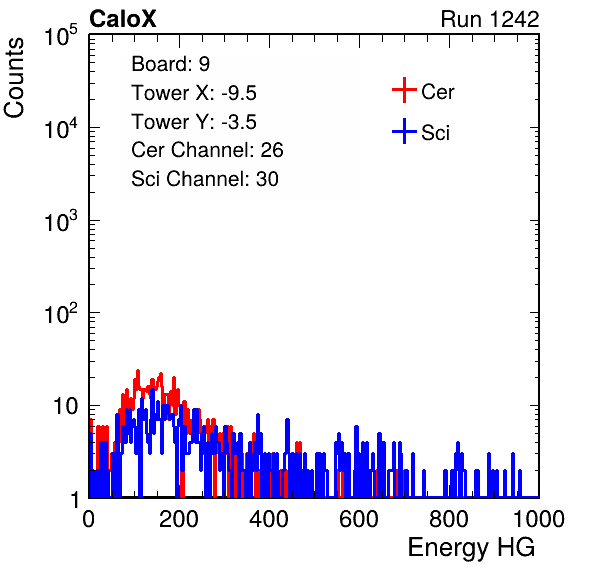 CaloX Run 1242
Counts
Board: 9
Tower X: -9.5
Tower Y: -3.5
Cer Channel: 26
Sci Channel: 30
Cer
Sci
10^5
10^4
10^3
10^2
10
1
0 200 400 600 800 1000
Energy HG